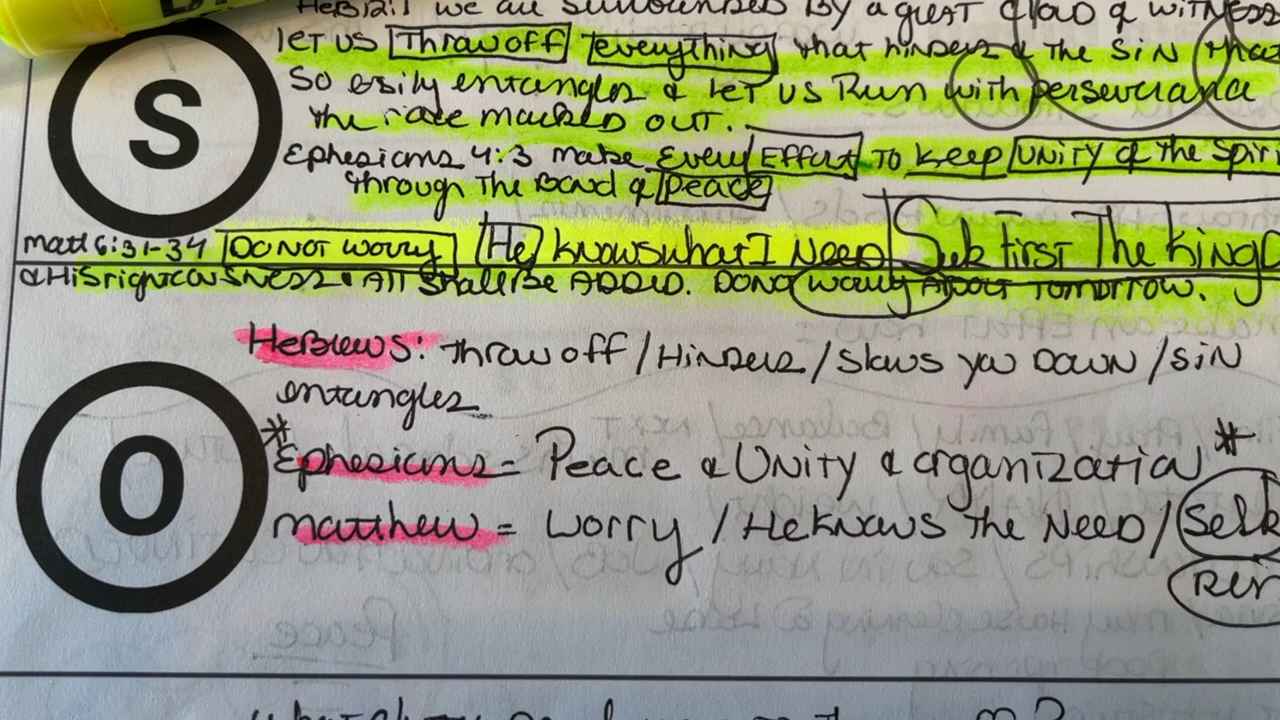 HEB 12:1 we are surrounded By a great cloud of witness
S
let us Throw off everything that hinders & the Sin that
So easily entangles & let us Run with perseverana
the race marked out.
Ephesians 4:3 make Every Effort to keep Unity of the Spiri
through the Bond of peace
matt 6:31-34 DO NOT worry He knows what I Need Seek First The King
& His righteousness & All shall Be ADDED. DO NOT worry About Tomorrow.
O
Hebrews: throw off / Hinders / Slows you Down / sin
entangles
* Ephesians = Peace & Unity & organization *
matthew = worry / He Knows the Need / Seek